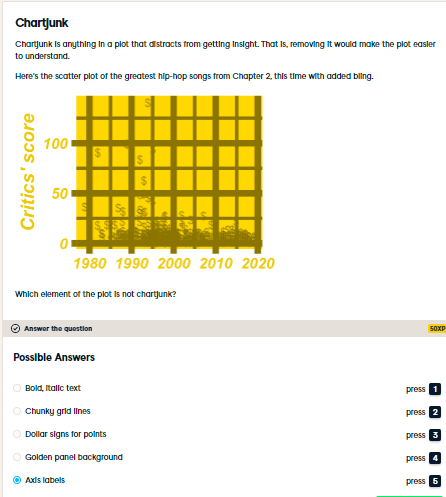 Chartjunk
Chartjunk is anything in a plot that distracts from getting insight. That is, removing it would make the plot easier
to understand.
Here's the scatter plot of the greatest hip-hop songs from Chapter 2, this time with added bling.
Critics' score
100
50
0
1980 1990 2000 2010 2020
Which element of the plot is not chartjunk?
Answer the question
50XP
Possible Answers
Bold, italic text press 1
Chunky grid lines press 2
Dollar signs for points press 3
Golden panel background press 4
Axis labels press 5